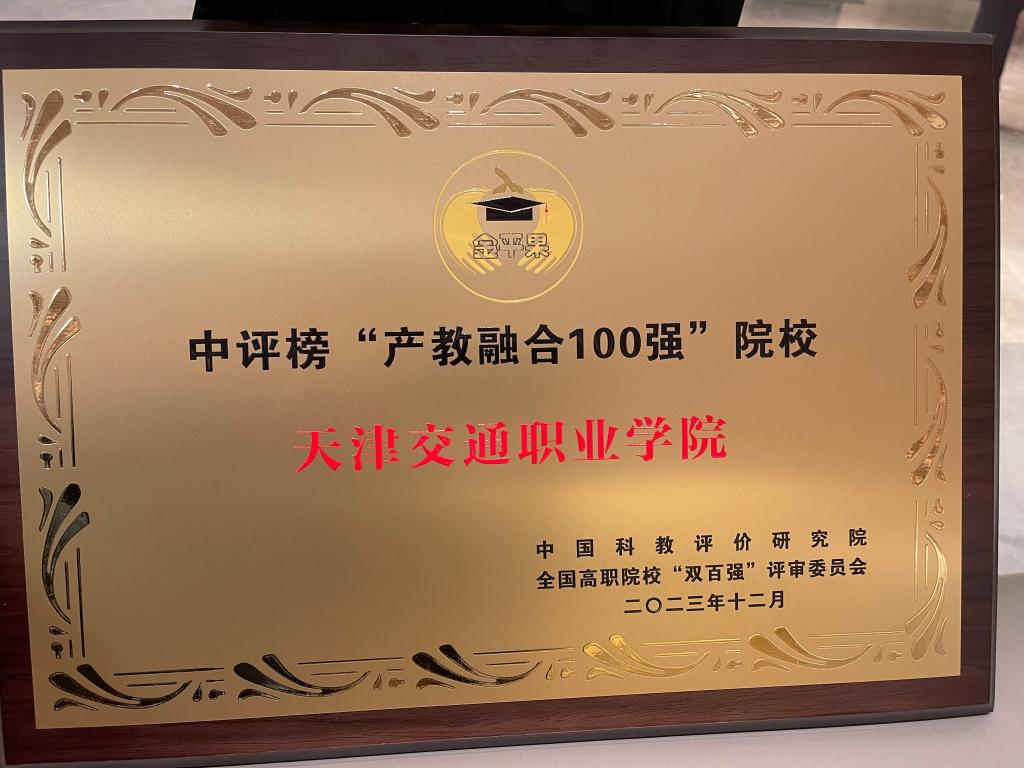 金平果
中评榜“产教融合100强”院校
天津交通职业学院
中国科教评价研究院
全国高职院校“双百强”评审委员会
二〇二三年十二月